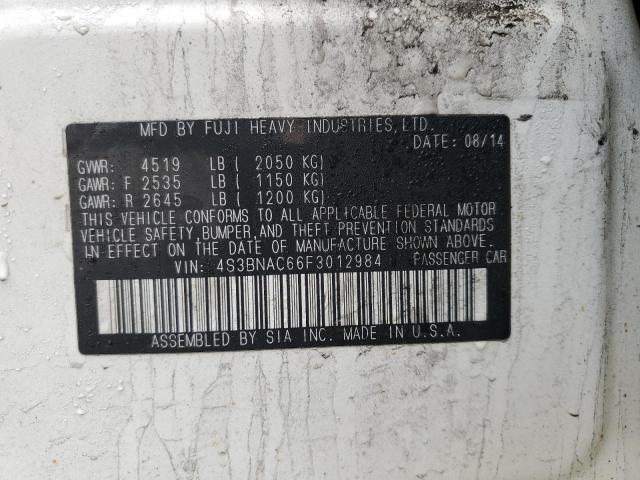 MFD BY FUJI HEAVY INDUSTRIES,LTD.
DATE: 08/14
GVWR: 4519 LB ( 2050 KG)
GAWR: F 2535 LB ( 1150 KG)
GAWR: R 2645 LB ( 1200 KG)
THIS VEHICLE CONFORMS TO ALL APPLICABLE FEDERAL MOTOR
VEHICLE SAFETY, BUMPER, AND THEFT PREVENTION STANDARDS
IN EFFECT ON THE DATE OF MANUFACTURE SHOWN ABOVE.
VIN: 4S3BNAC66F3012984 PASSENGER CAR
ASSEMBLED BY SIA INC. MADE IN U.S.A.